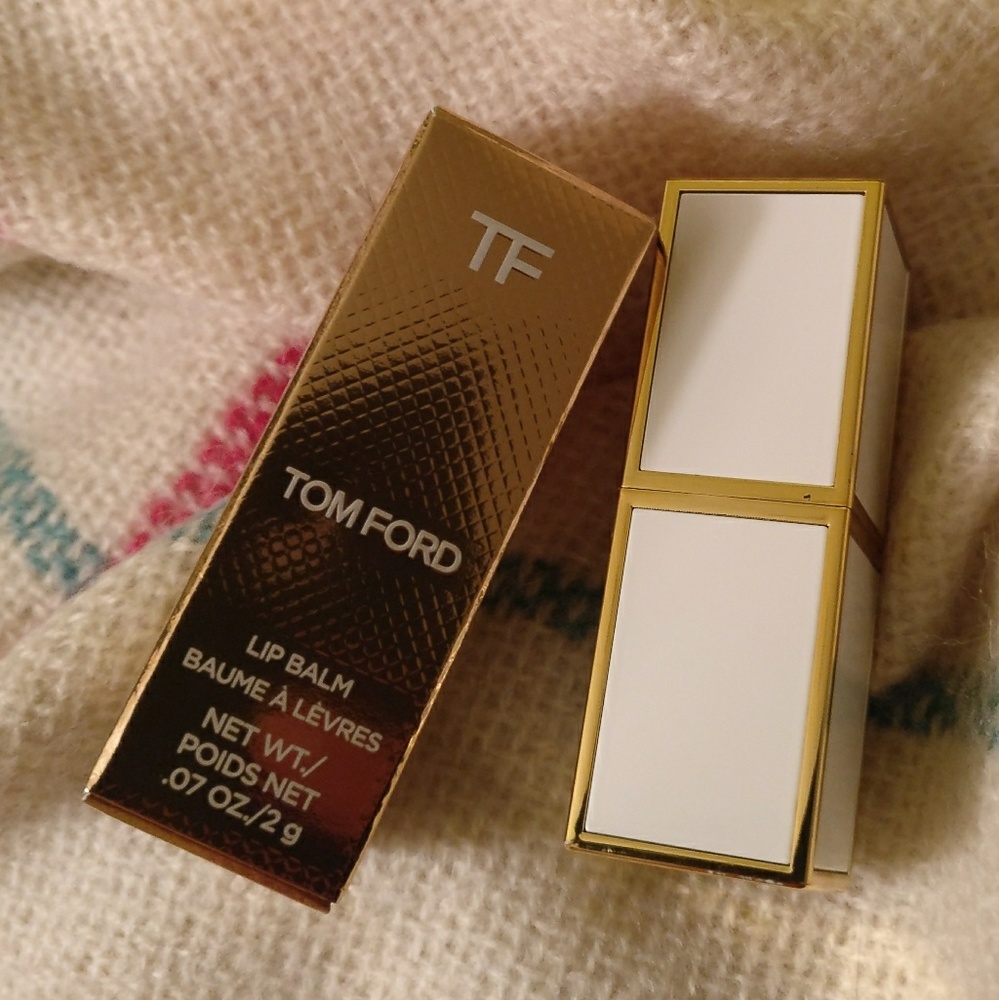 TF
TOM FORD
LIP BALM
BAUME À LÈVRES
NET WT./
POIDS NET
.07 OZ./2 g